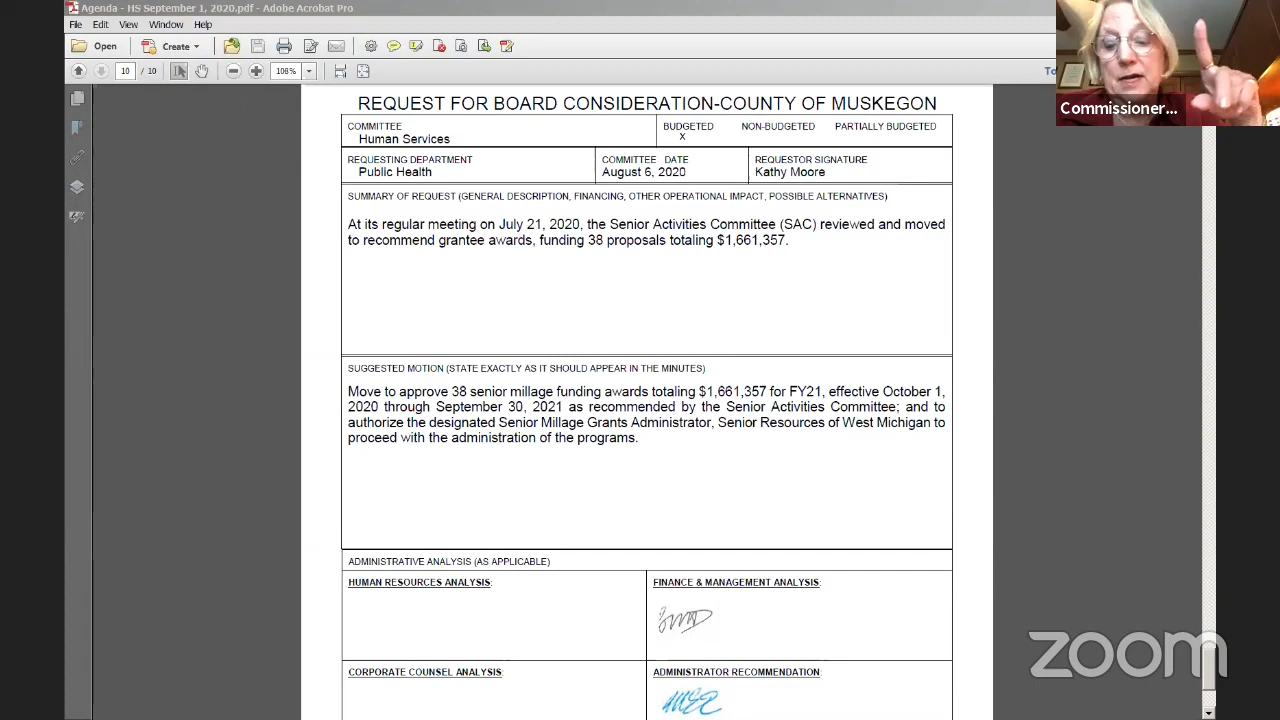 Agenda - HS September 1, 2020.pdf - Adobe Acrobat Pro
File Edit View Window Help
Open Create
10 / 10 108% To
Commissioner...
REQUEST FOR BOARD CONSIDERATION-COUNTY OF MUSKEGON
COMMITTEE
Human Services
BUDGETED NON-BUDGETED PARTIALLY BUDGETED
X
REQUESTING DEPARTMENT
Public Health
COMMITTEE DATE
August 6, 2020
REQUESTOR SIGNATURE
Kathy Moore
SUMMARY OF REQUEST (GENERAL DESCRIPTION, FINANCING, OTHER OPERATIONAL IMPACT, POSSIBLE ALTERNATIVES)
At its regular meeting on July 21, 2020, the Senior Activities Committee (SAC) reviewed and moved
to recommend grantee awards, funding 38 proposals totaling $1,661,357.
SUGGESTED MOTION (STATE EXACTLY AS IT SHOULD APPEAR IN THE MINUTES)
Move to approve 38 senior millage funding awards totaling $1,661,357 for FY21, effective October 1,
2020 through September 30, 2021 as recommended by the Senior Activities Committee; and to
authorize the designated Senior Millage Grants Administrator, Senior Resources of West Michigan to
proceed with the administration of the programs.
ADMINISTRATIVE ANALYSIS (AS APPLICABLE)
HUMAN RESOURCES ANALYSIS:
FINANCE & MANAGEMENT ANALYSIS:
CORPORATE COUNSEL ANALYSIS:
ADMINISTRATOR RECOMMENDATION:
zoom